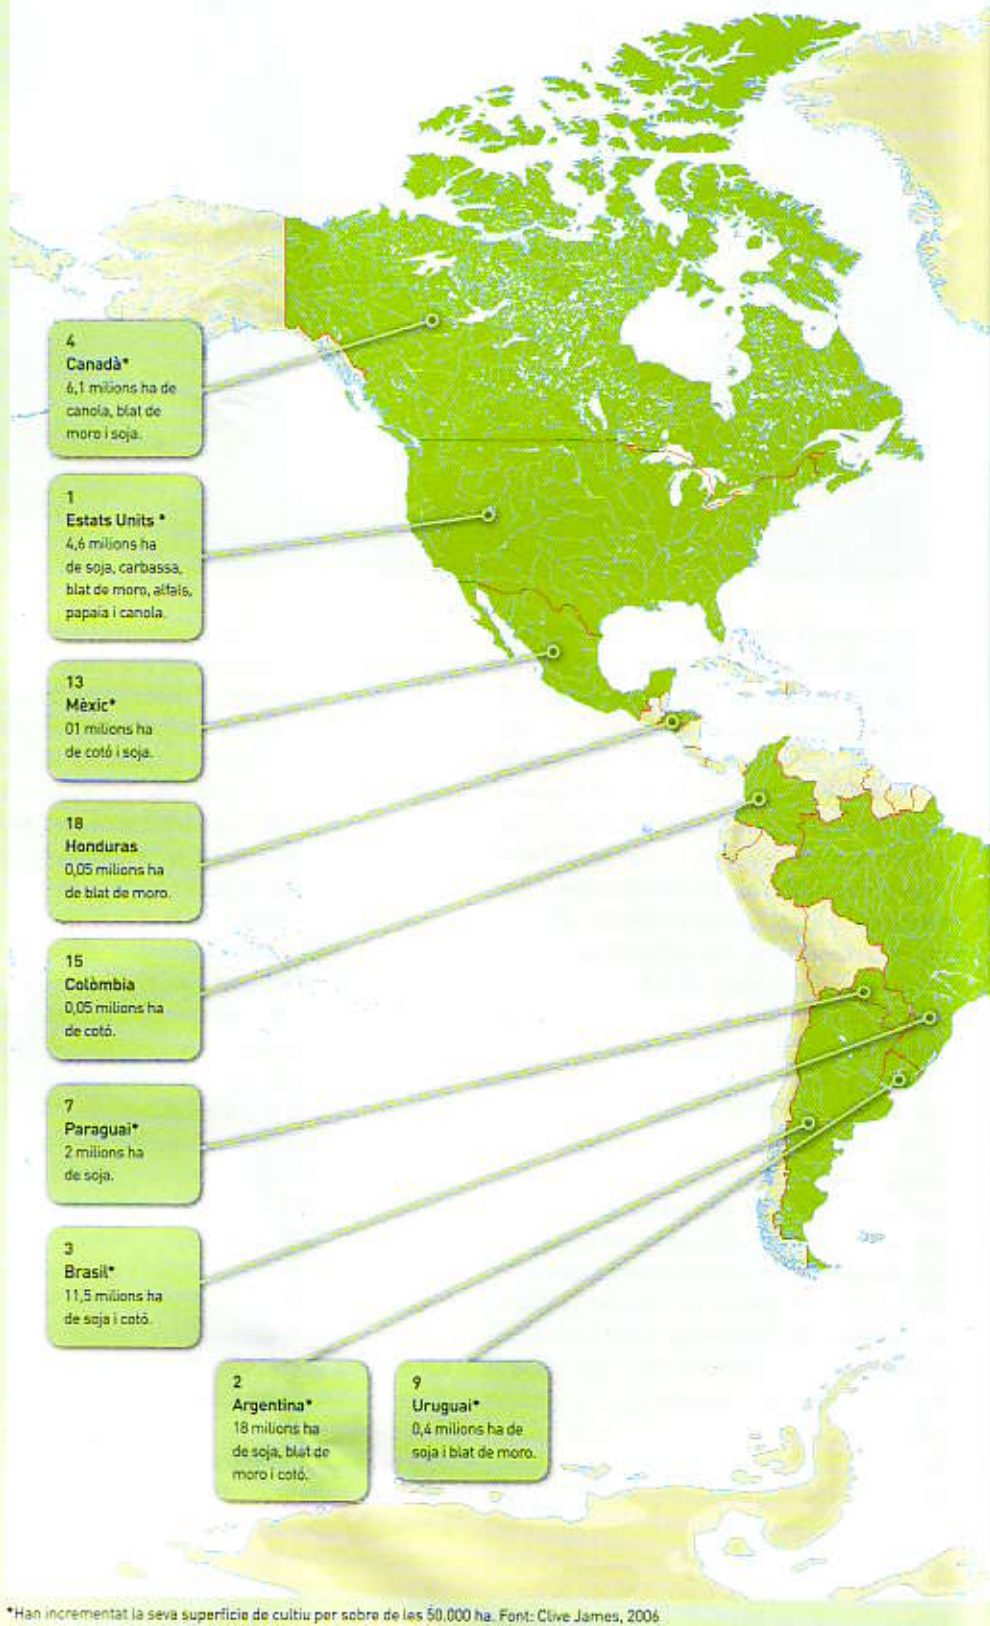 4
Canadà*
6,1 milions ha de
canola, blat de
moro i soja.
1
Estats Units *
4,6 milions ha
de soja, carbassa,
blat de moro, alfals,
papaia i canola.
13
Mèxic*
01 milions ha
de cotó i soja.
18
Honduras
0,05 milions ha
de blat de moro.
15
Colòmbia
0,05 milions ha
de cotó.
7
Paraguai*
2 milions ha
de soja.
3
Brasil*
11,5 milions ha
de soja i cotó.
2
Argentina*
18 milions ha
de soja, blat de
moro i cotó.
9
Uruguai*
0,4 milions ha de
soja i blat de moro.
*Han incrementat la seva superfície de cultiu per sobre de les 50.000 ha. Font: Clive James, 2006